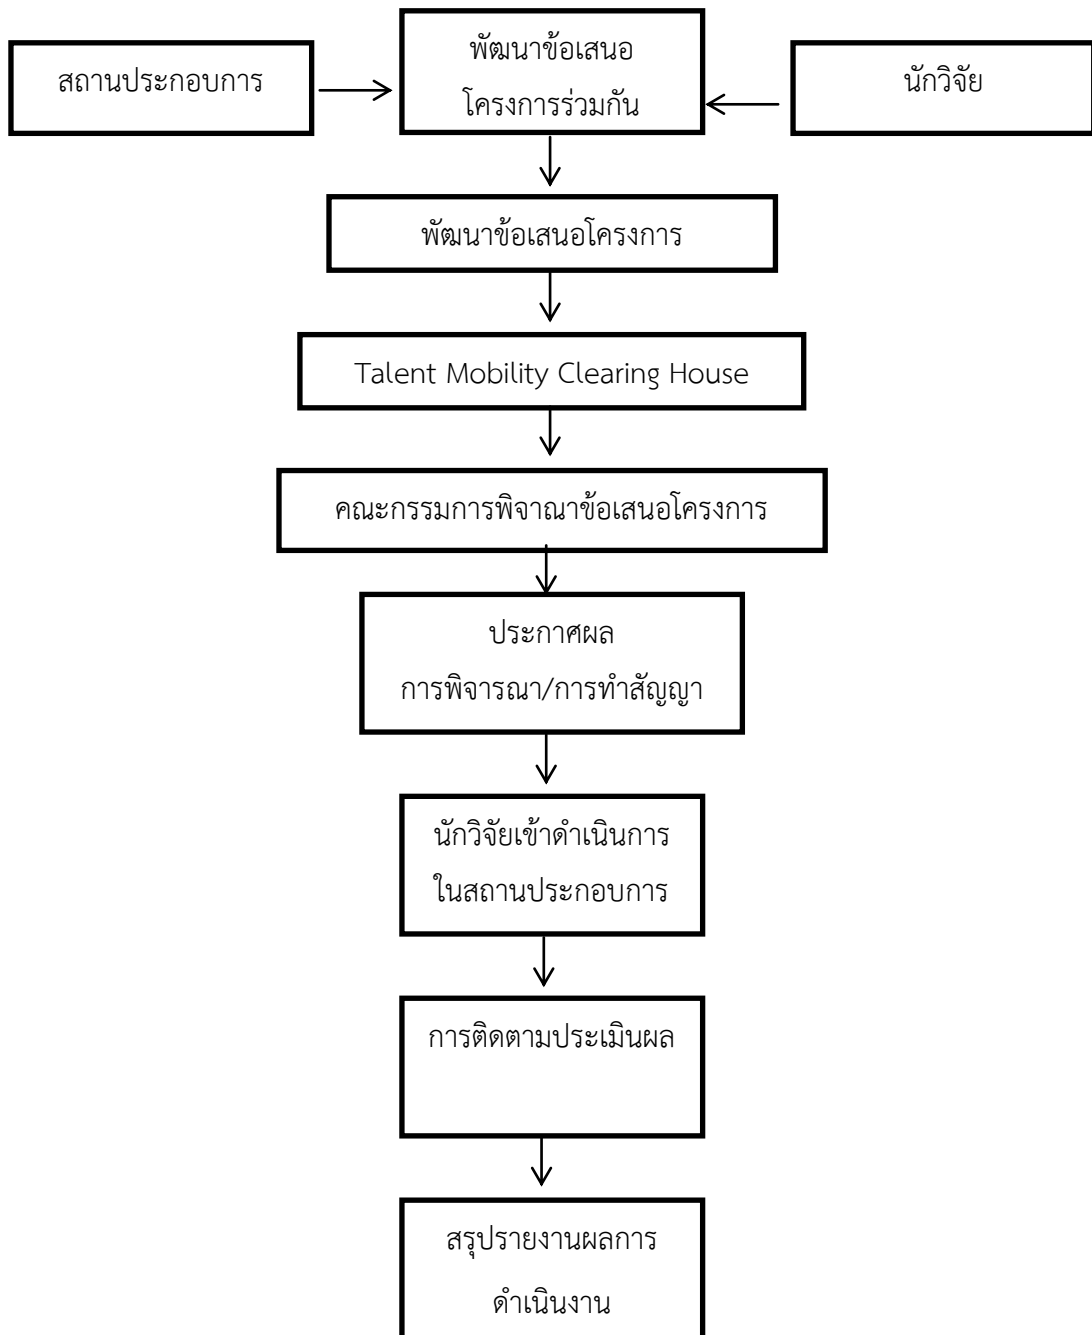 สถานประกอบการ
พัฒนาข้อเสนอ
โครงการร่วมกัน
นักวิจัย
พัฒนาข้อเสนอโครงการ
Talent Mobility Clearing House
คณะกรรมการพิจาณาข้อเสนอโครงการ
ประกาศผล
การพิจารณา/การทำสัญญา
นักวิจัยเข้าดำเนินการ
ในสถานประกอบการ
การติดตามประเมินผล
สรุปรายงานผลการ
ดำเนินงาน